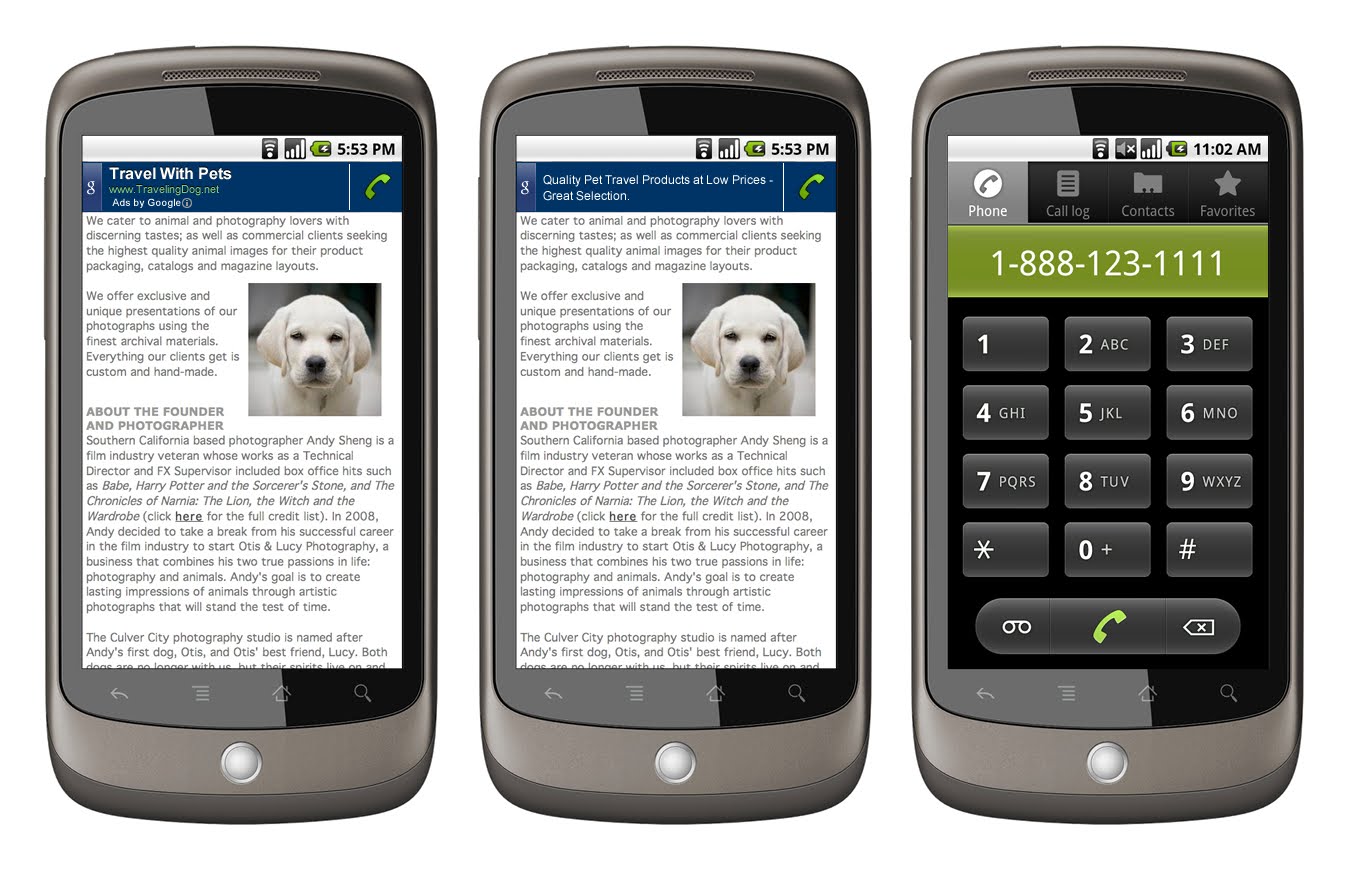 5:53 PM
g
Travel With Pets
www.TravelingDog.net
Ads by Google
We cater to animal and photography lovers with
discerning tastes; as well as commercial clients seeking
the highest quality animal images for their product
packaging, catalogs and magazine layouts.
We offer exclusive and
unique presentations of our
photographs using the
finest archival materials.
Everything our clients get is
custom and hand-made.
ABOUT THE FOUNDER
AND PHOTOGRAPHER
Southern California based photographer Andy Sheng is a
film industry veteran whose works as a Technical
Director and FX Supervisor included box office hits such
as Babe, Harry Potter and the Sorcerer's Stone, and The
Chronicles of Narnia: The Lion, the Witch and the
Wardrobe (click here for the full credit list). In 2008,
Andy decided to take a break from his successful career
in the film industry to start Otis & Lucy Photography, a
business that combines his two true passions in life:
photography and animals. Andy's goal is to create
lasting impressions of animals through artistic
photographs that will stand the test of time.
The Culver City photography studio is named after
Andy's first dog, Otis, and Otis' best friend, Lucy. Both
dogs are no longer with us, but their spirits live on and
5:53 PM
g
Quality Pet Travel Products at Low Prices -
Great Selection.
We cater to animal and photography lovers with
discerning tastes; as well as commercial clients seeking
the highest quality animal images for their product
packaging, catalogs and magazine layouts.
We offer exclusive and
unique presentations of our
photographs using the
finest archival materials.
Everything our clients get is
custom and hand-made.
ABOUT THE FOUNDER
AND PHOTOGRAPHER
Southern California based photographer Andy Sheng is a
film industry veteran whose works as a Technical
Director and FX Supervisor included box office hits such
as Babe, Harry Potter and the Sorcerer's Stone, and The
Chronicles of Narnia: The Lion, the Witch and the
Wardrobe (click here for the full credit list). In 2008,
Andy decided to take a break from his successful career
in the film industry to start Otis & Lucy Photography, a
business that combines his two true passions in life:
photography and animals. Andy's goal is to create
lasting impressions of animals through artistic
photographs that will stand the test of time.
The Culver City photography studio is named after
Andy's first dog, Otis, and Otis' best friend, Lucy. Both
dogs are no longer with us, but their spirits live on and
11:02 AM
Phone Call log Contacts Favorites
1-888-123-1111
1 2 ABC 3 DEF
4 GHI 5 JKL 6 MNO
7 PQRS 8 TUV 9 WXYZ
* 0 + #